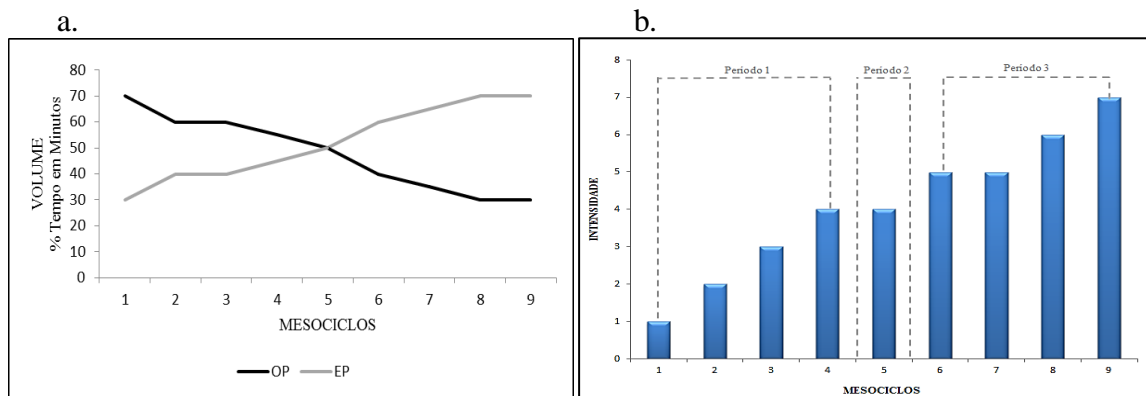 a.
80
70
60
50
40
30
20
10
0
VOLUME
% Tempo em Minutos
1 2 3 4 5 6 7 8 9
MESOCICLOS
OP EP
b.
8
7
6
5
4
3
2
1
0
INTENSIDADE
Período 1 Período 2 Período 3
1 2 3 4 5 6 7 8 9
MESOCICLOS